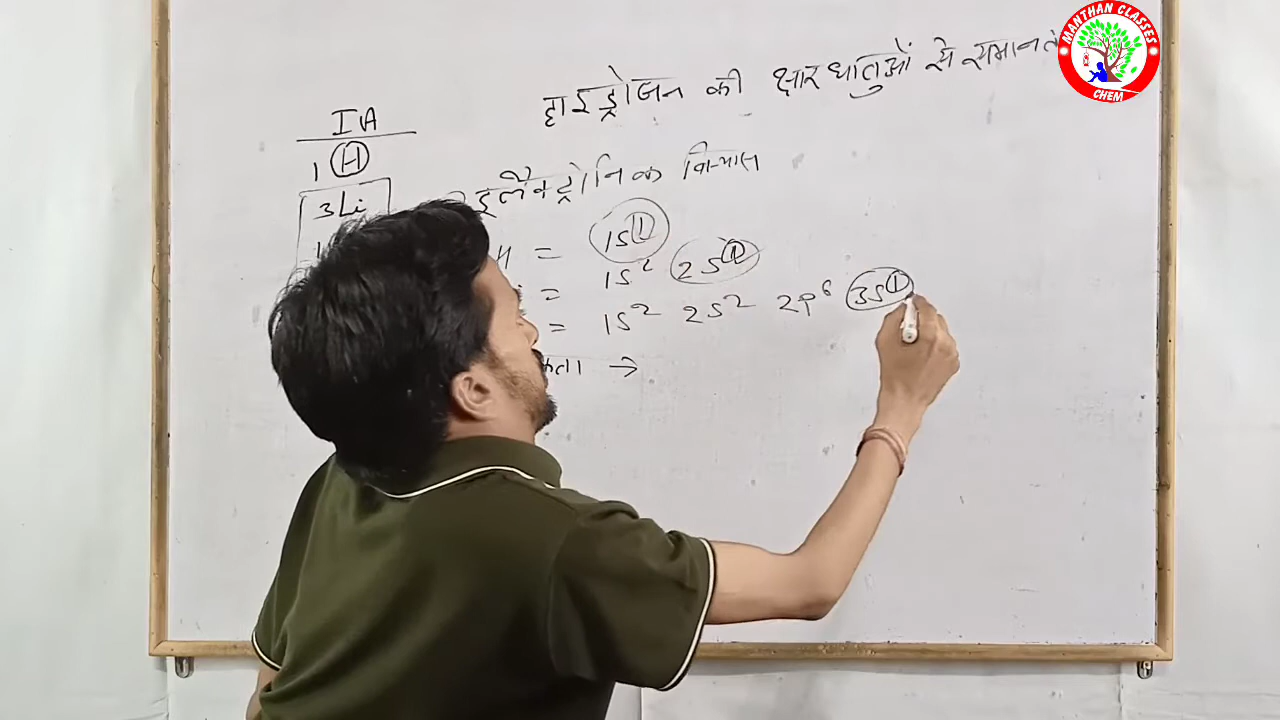 हाइड्रोजन की क्षार धातुओं से समानता
IA
1 H
3Li
इलैक्ट्रोनिक विन्यास
H = 1S1
= 1S2 2S1
= 1S2 2S2 2P6 3S1
→
MANTHAN CLASSES
CHEM